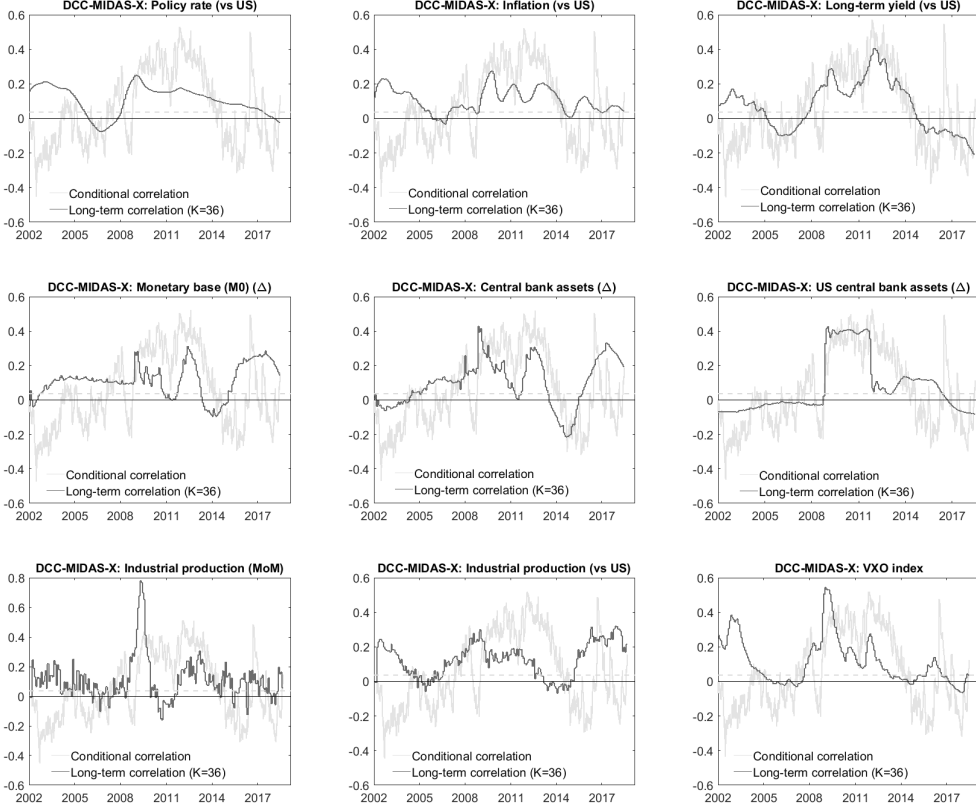 DCC-MIDAS-X: Policy rate (vs US)
0.6
0.4
0.2
0
-0.2
-0.4
-0.6
Conditional correlation
Long-term correlation (K=36)
2002 2005 2008 2011 2014 2017
DCC-MIDAS-X: Inflation (vs US)
0.6
0.4
0.2
0
-0.2
-0.4
-0.6
Conditional correlation
Long-term correlation (K=36)
2002 2005 2008 2011 2014 2017
DCC-MIDAS-X: Long-term yield (vs US)
0.6
0.4
0.2
0
-0.2
-0.4
-0.6
Conditional correlation
Long-term correlation (K=36)
2002 2005 2008 2011 2014 2017
DCC-MIDAS-X: Monetary base (M0) (Δ)
0.6
0.4
0.2
0
-0.2
-0.4
-0.6
Conditional correlation
Long-term correlation (K=36)
2002 2005 2008 2011 2014 2017
DCC-MIDAS-X: Central bank assets (Δ)
0.6
0.4
0.2
0
-0.2
-0.4
-0.6
Conditional correlation
Long-term correlation (K=36)
2002 2005 2008 2011 2014 2017
DCC-MIDAS-X: US central bank assets (Δ)
0.6
0.4
0.2
0
-0.2
-0.4
-0.6
Conditional correlation
Long-term correlation (K=36)
2002 2005 2008 2011 2014 2017
DCC-MIDAS-X: Industrial production (MoM)
0.8
0.6
0.4
0.2
0
-0.2
-0.4
-0.6
Conditional correlation
Long-term correlation (K=36)
2002 2005 2008 2011 2014 2017
DCC-MIDAS-X: Industrial production (vs US)
0.6
0.4
0.2
0
-0.2
-0.4
-0.6
Conditional correlation
Long-term correlation (K=36)
2002 2005 2008 2011 2014 2017
DCC-MIDAS-X: VXO index
0.6
0.4
0.2
0
-0.2
-0.4
-0.6
Conditional correlation
Long-term correlation (K=36)
2002 2005 2008 2011 2014 2017